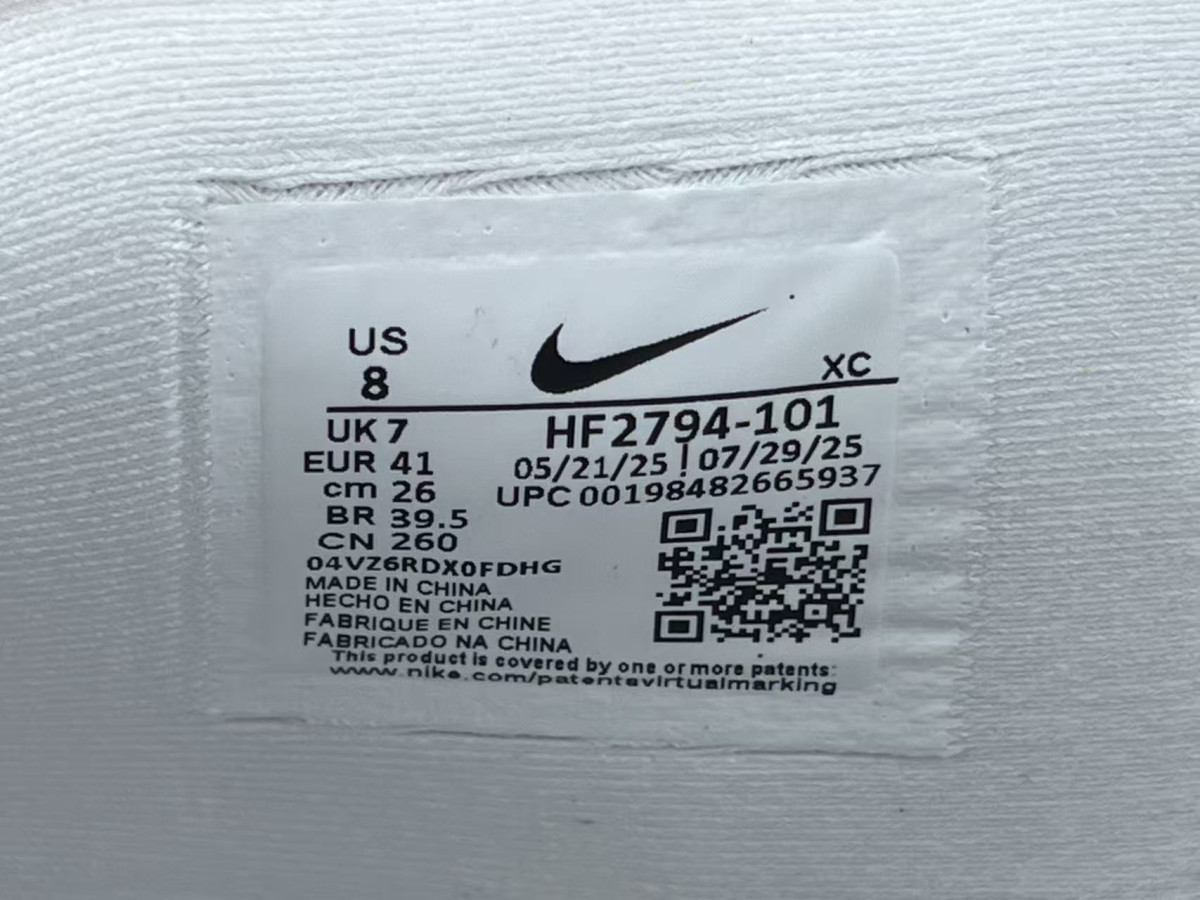 US
8
XC
UK 7
EUR 41
cm 26
BR 39.5
CN 260
HF2794-101
05/21/25 | 07/29/25
UPC 00198482665937
04VZ6RDX0FDHG
MADE IN CHINA
HECHO EN CHINA
FABRIQUE EN CHINE
FABRICADO NA CHINA
This product is covered by one or more patents:
www.nike.com/patentsvirtualmarking